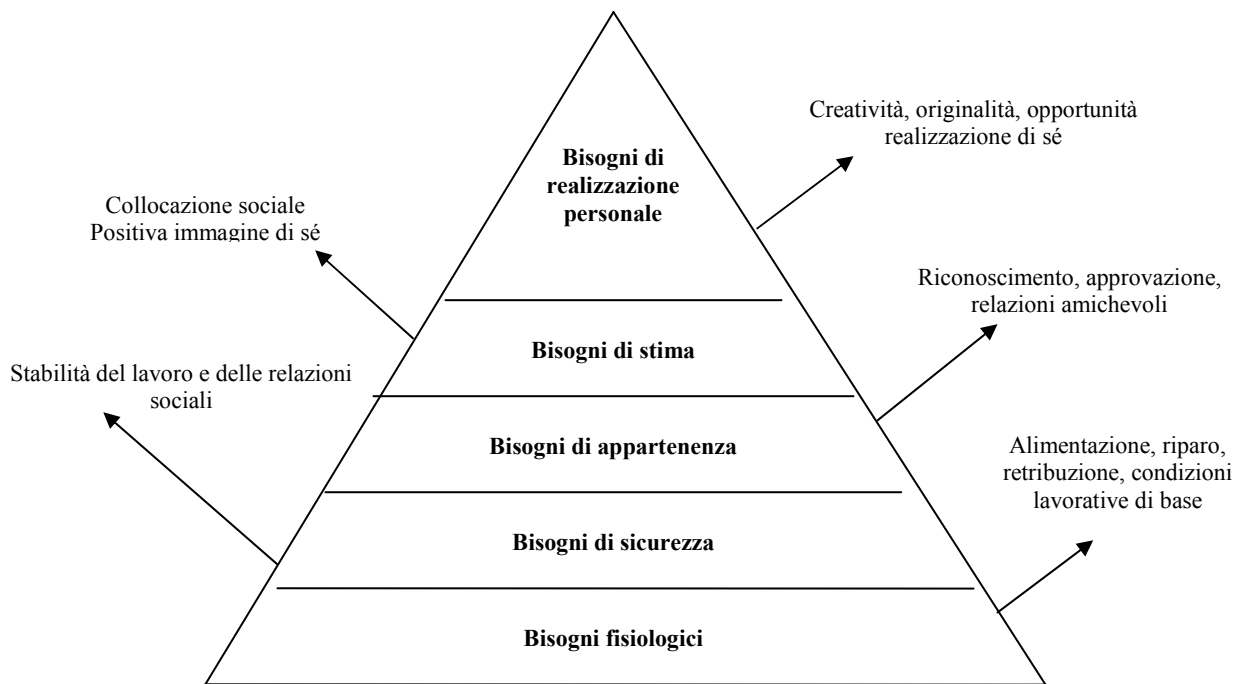 Creatività, originalità, opportunità
realizzazione di sé
Bisogni di
realizzazione
personale
Collocazione sociale
Positiva immagine di sé
Riconoscimento, approvazione,
relazioni amichevoli
Bisogni di stima
Stabilità del lavoro e delle relazioni
sociali
Bisogni di appartenenza
Alimentazione, riparo,
retribuzione, condizioni
lavorative di base
Bisogni di sicurezza
Bisogni fisiologici